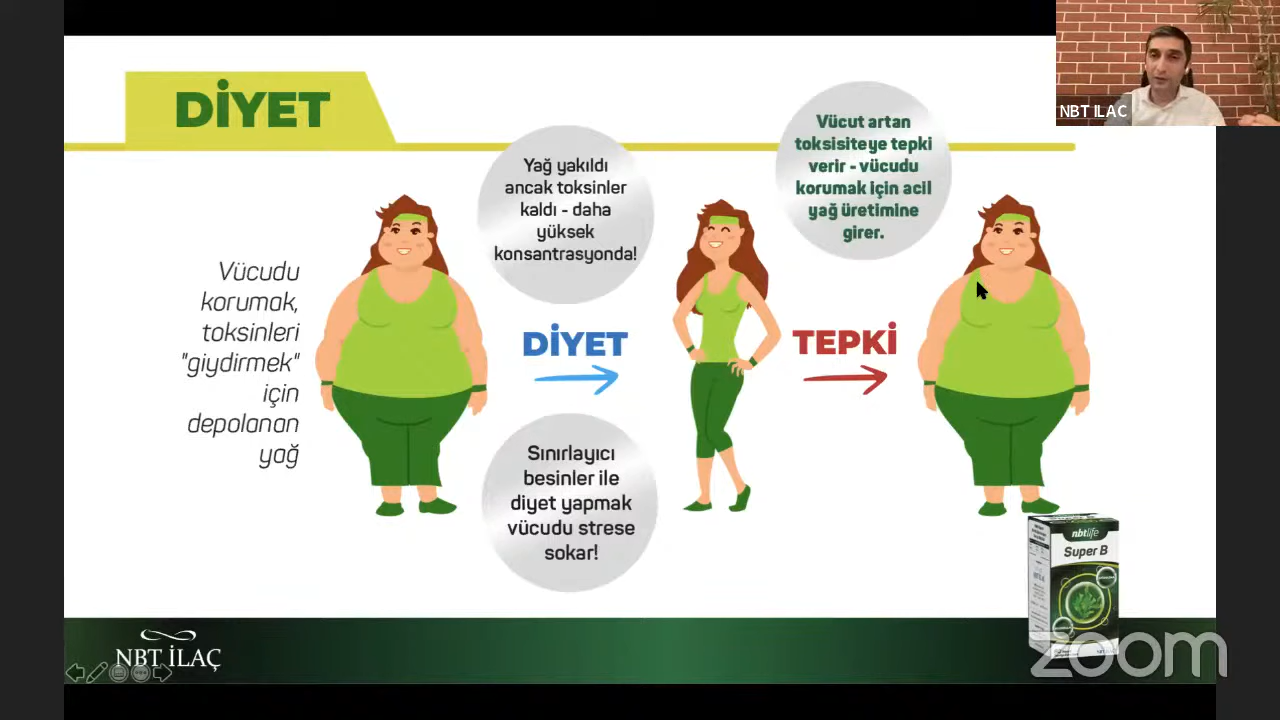 DİYET
NBT ILAC
Yağ yakıldı
ancak toksinler
kaldı - daha
yüksek
konsantrasyonda!
Vücut artan
toksisiteye tepki
verir - vücudu
korumak için acil
yağ üretimine
girer.
Vücudu
korumak,
toksinleri
"giydirmek"
için
depolanan
yağ
DİYET
TEPKİ
Sınırlayıcı
besinler ile
diyet yapmak
vücudu strese
sokar!
nbtlife
Super B
NBT İLAÇ
zoom